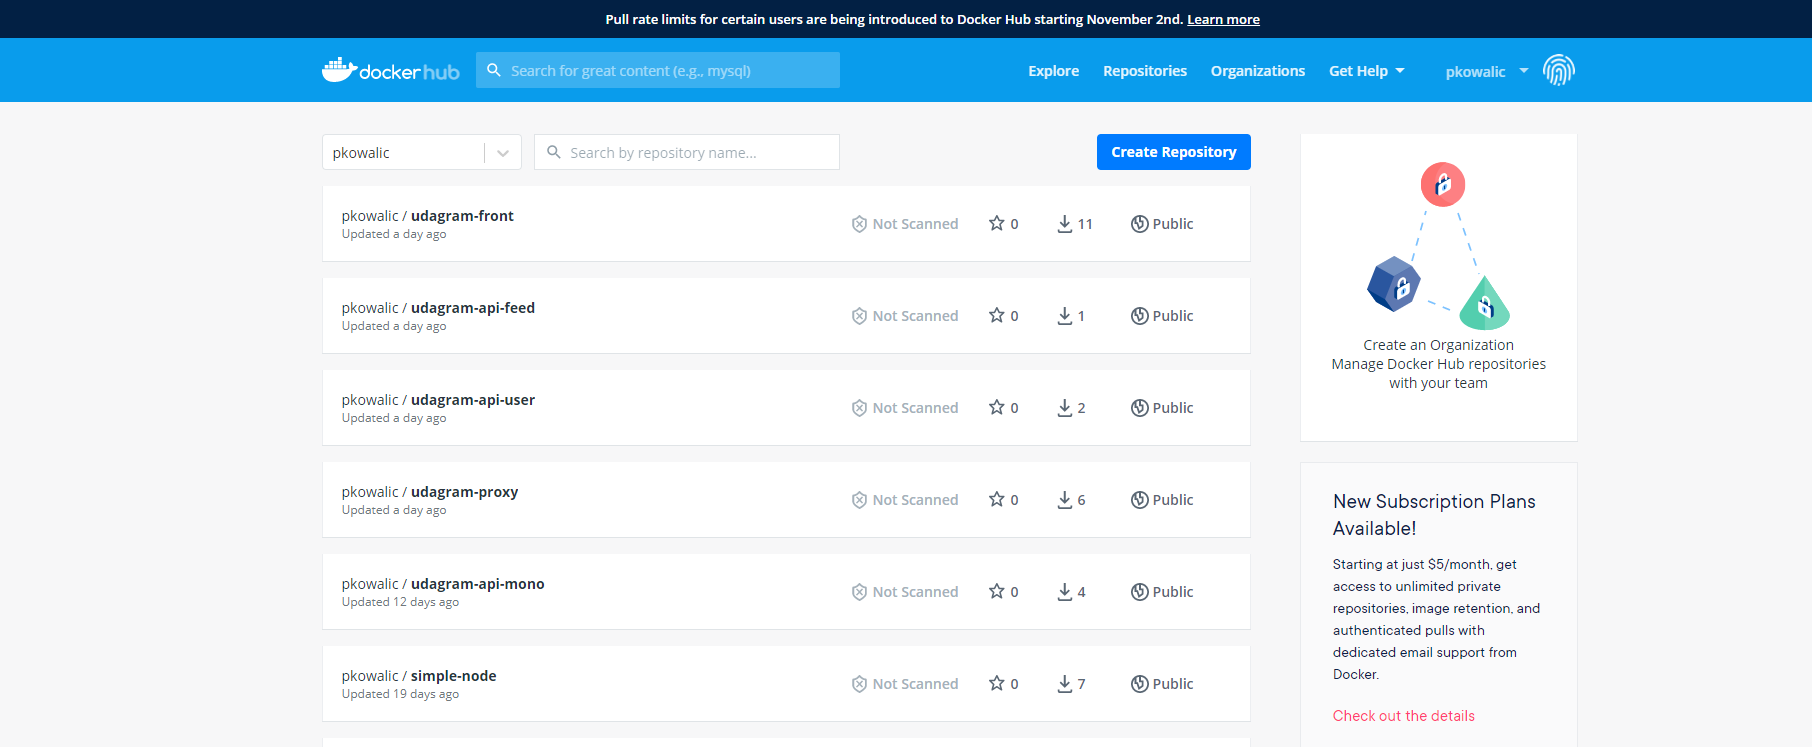 Pull rate limits for certain users are being introduced to Docker Hub starting November 2nd. Learn more
dockerhub
Search for great content (e.g., mysql)
Explore
Repositories
Organizations
Get Help
pkowalic
pkowalic
Search by repository name...
Create Repository
pkowalic / udagram-front
Updated a day ago
Not Scanned
0
11
Public
pkowalic / udagram-api-feed
Updated a day ago
Not Scanned
0
1
Public
pkowalic / udagram-api-user
Updated a day ago
Not Scanned
0
2
Public
pkowalic / udagram-proxy
Updated a day ago
Not Scanned
0
6
Public
pkowalic / udagram-api-mono
Updated 12 days ago
Not Scanned
0
4
Public
pkowalic / simple-node
Updated 19 days ago
Not Scanned
0
7
Public
Create an Organization
Manage Docker Hub repositories
with your team
New Subscription Plans
Available!
Starting at just $5/month, get
access to unlimited private
repositories, image retention, and
authenticated pulls with
dedicated email support from
Docker.
Check out the details